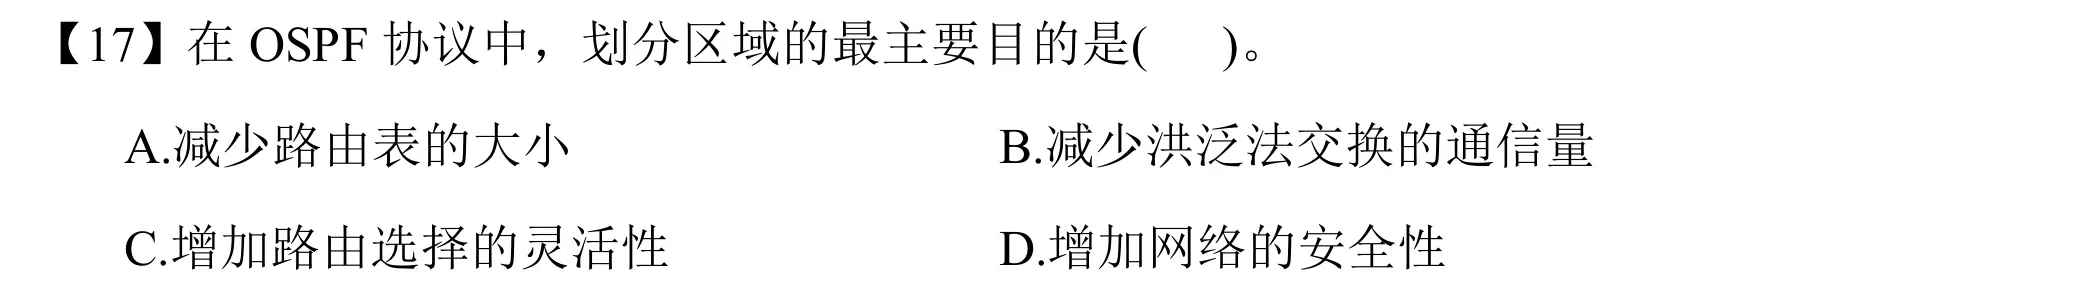 【17】在 OSPF 协议中，划分区域的最主要目的是(    )。
A.减少路由表的大小    B.减少洪泛法交换的通信量
C.增加路由选择的灵活性    D.增加网络的安全性